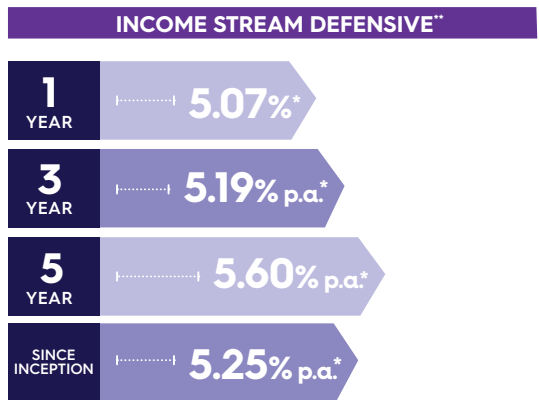 INCOME STREAM DEFENSIVE**
1
YEAR
5.07%*
3
YEAR
5.19% p.a.*
5
YEAR
5.60% p.a.*
SINCE
INCEPTION
5.25% p.a.*